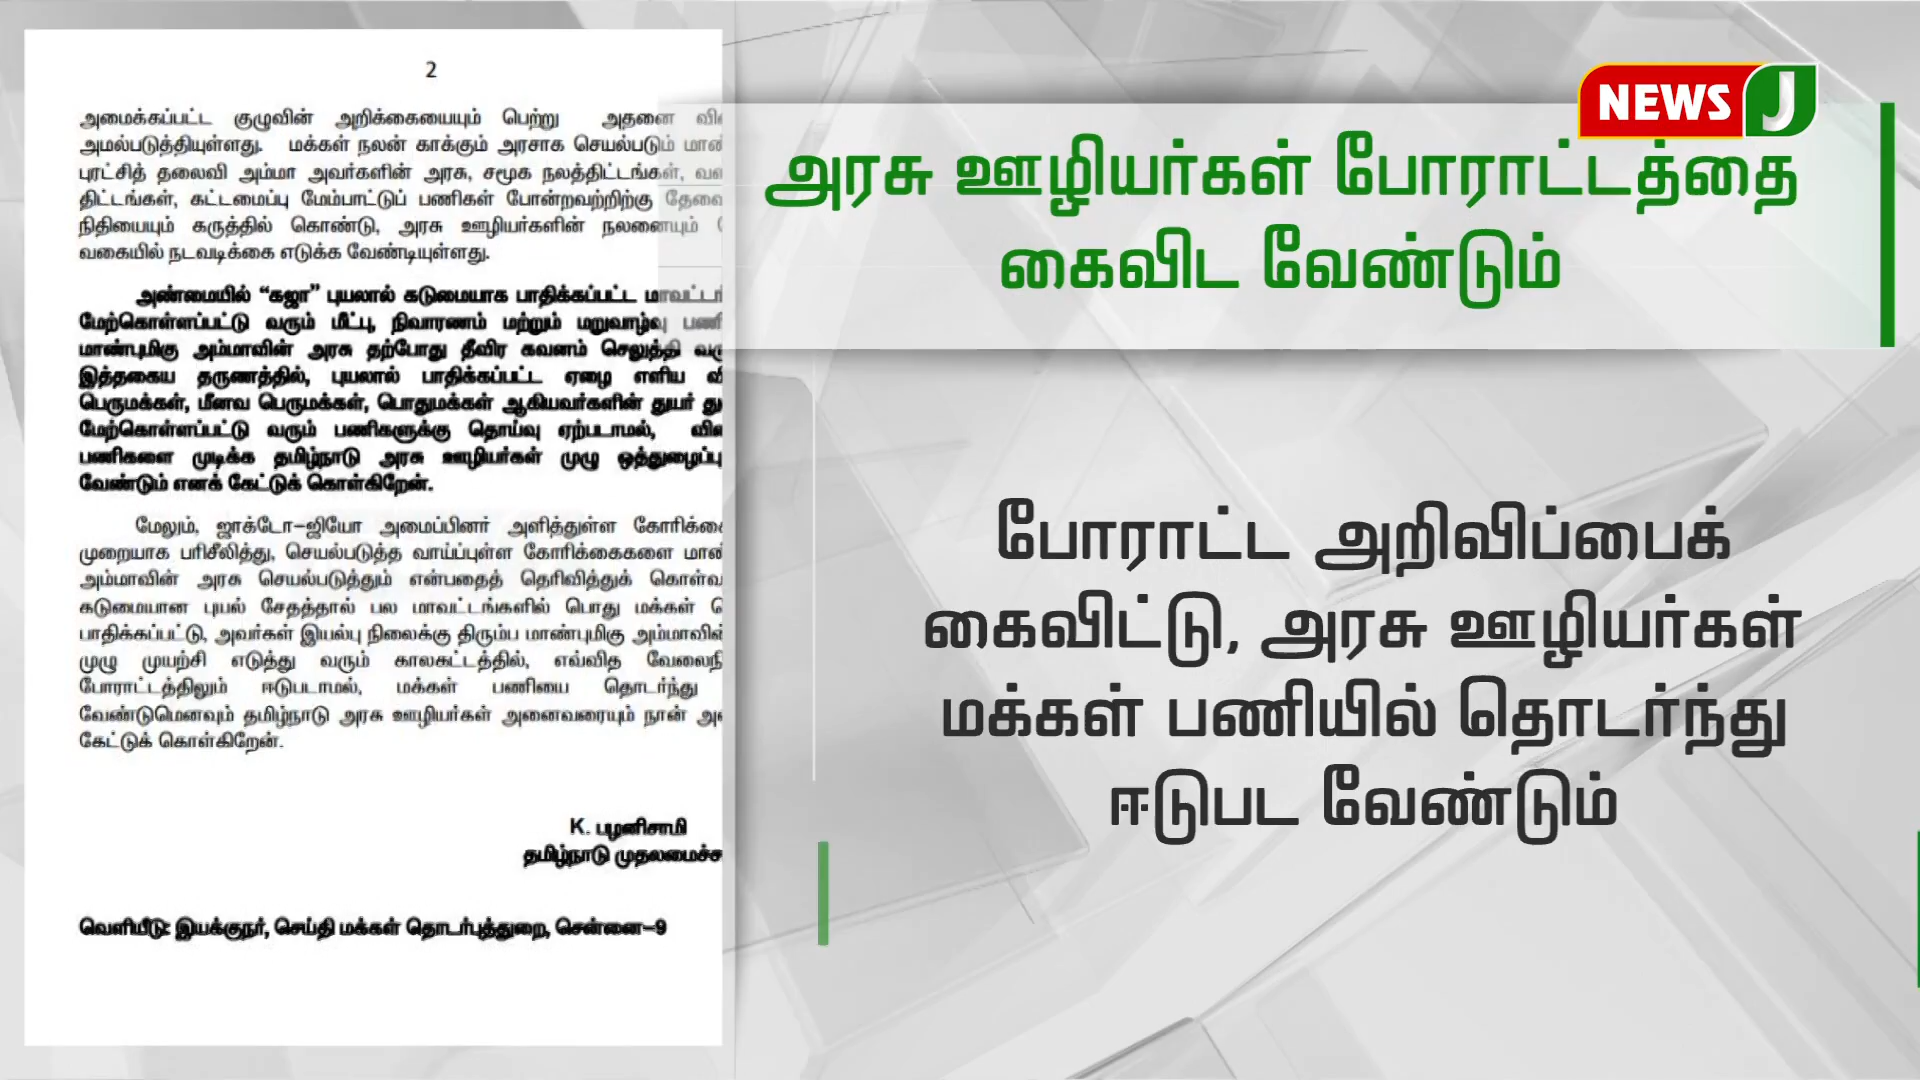 2
அமைக்கப்பட்ட குழுவின் அறிக்கையையும் பெற்று அதனை
அமல்படுத்தியுள்ளது. மக்கள் நலன் காக்கும் அரசாக செயல்படும்
புரட்சித் தலைவி அம்மா அவர்களின் அரசு, சமூக நலத்திட்டங்கள்,
திட்டங்கள், கட்டமைப்பு மேம்பாட்டுப் பணிகள் போன்றவற்றிற்கு
நிதியையும் கருத்தில் கொண்டு, அரசு ஊழியர்களின் நலனையும்
வகையில் நடவடிக்கை எடுக்க வேண்டியுள்ளது.
அண்மையில் “கஜா” புயலால் கடுமையாக பாதிக்கப்பட்ட
மேற்கொள்ளப்பட்டு வரும் மீட்பு, நிவாரணம் மற்றும் மறுவாழ்வு
மாண்புமிகு அம்மாவின் அரசு தற்போது தீவிர கவனம் செலுத்தி
இத்தகைய தருணத்தில், புயலால் பாதிக்கப்பட்ட ஏழை எளிய
பெருமக்கள், மீனவ பெருமக்கள், பொதுமக்கள் ஆகியவர்களின் துயர்
மேற்கொள்ளப்பட்டு வரும் பணிகளுக்கு தொய்வு ஏற்படாமல்,
பணிகளை முடிக்க தமிழ்நாடு அரசு ஊழியர்கள் முழு
வேண்டும் எனக் கேட்டுக் கொள்கிறேன்.
மேலும், ஜாக்டோ-ஜியோ அமைப்பினர் அளித்துள்ள
முறையாக பரிசீலித்து, செயல்படுத்த வாய்ப்புள்ள கோரிக்கைகளை
அம்மாவின் அரசு செயல்படுத்தும் என்பதைத் தெரிவித்துக்
கடுமையான புயல் சேதத்தால் பல மாவட்டங்களில் பொது மக்கள்
பாதிக்கப்பட்டு, அவர்கள் இயல்பு நிலைக்கு திரும்ப மாண்புமிகு
முழு முயற்சி எடுத்து வரும் காலகட்டத்தில், எவ்வித
போராட்டத்திலும் ஈடுபடாமல், மக்கள் பணியை தொடர்ந்து
வேண்டுமெனவும் தமிழ்நாடு அரசு ஊழியர்கள் அனைவரையும் நான்
கேட்டுக் கொள்கிறேன்.
K. பழனிசாமி
தமிழ்நாடு
வெளியீடு: இயக்குநர், செய்தி மக்கள் தொடர்புத்துறை, சென்னை-9
NEWS J
அரசு ஊழியர்கள் போராட்டத்தை
கைவிட வேண்டும்
போராட்ட அறிவிப்பைக்
கைவிட்டு, அரசு ஊழியர்கள்
மக்கள் பணியில் தொடர்ந்து
ஈடுபட வேண்டும்